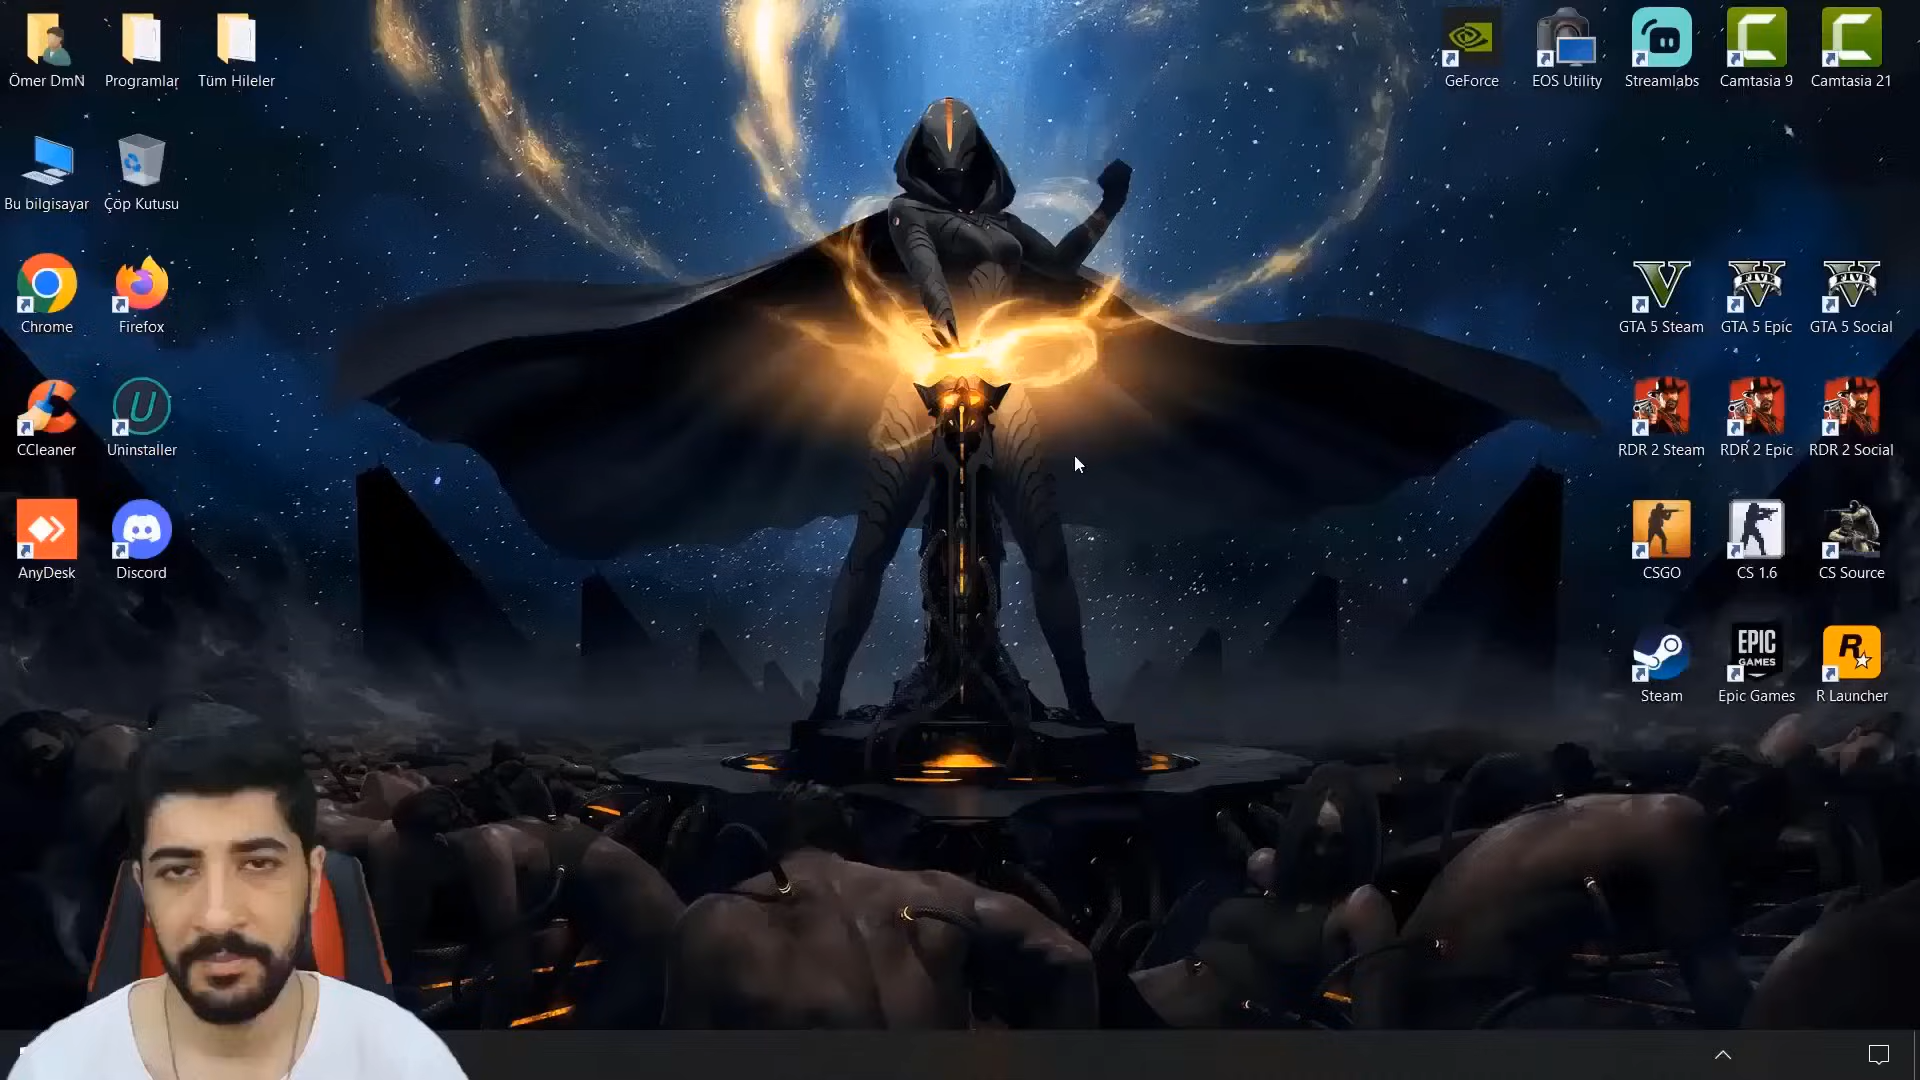 Ömer DmN
Programlar
Tüm Hileler
GeForce
EOS Utility
Streamlabs
Camtasia 9
Camtasia 21
Bu bilgisayar
Çöp Kutusu
Chrome
Firefox
V
FIVE
FIVE
GTA 5 Steam
GTA 5 Epic
GTA 5 Social
CCleaner
Uninstaller
RDR 2 Steam
RDR 2 Epic
RDR 2 Social
AnyDesk
Discord
CSGO
CS 1.6
CS Source
EPIC
GAMES
R
Steam
Epic Games
R Launcher